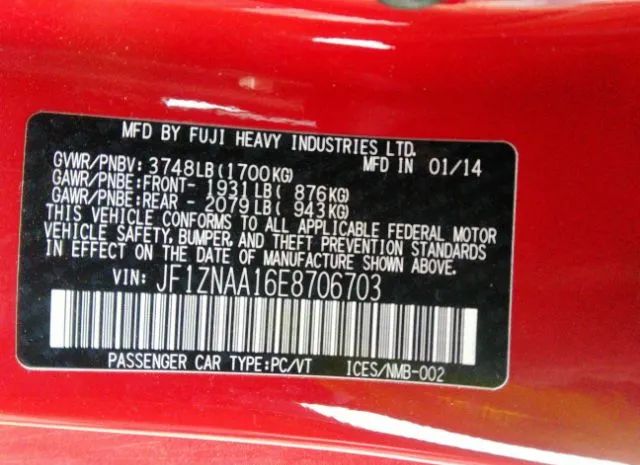 MFD BY FUJI HEAVY INDUSTRIES LTD.
GVWR/PNBV: 3748LB(1700KG) MFD IN 01/14
GAWR/PNBE:FRONT- 1931LB( 876KG)
GAWR/PNBE:REAR - 2079LB( 943KG)
THIS VEHICLE CONFORMS TO ALL APPLICABLE FEDERAL MOTOR
VEHICLE SAFETY, BUMPER, AND THEFT PREVENTION STANDARDS
IN EFFECT ON THE DATE OF MANUFACTURE SHOWN ABOVE.
VIN: JF1ZNAA16E8706703
PASSENGER CAR TYPE:PC/VT ICES/NMB-002